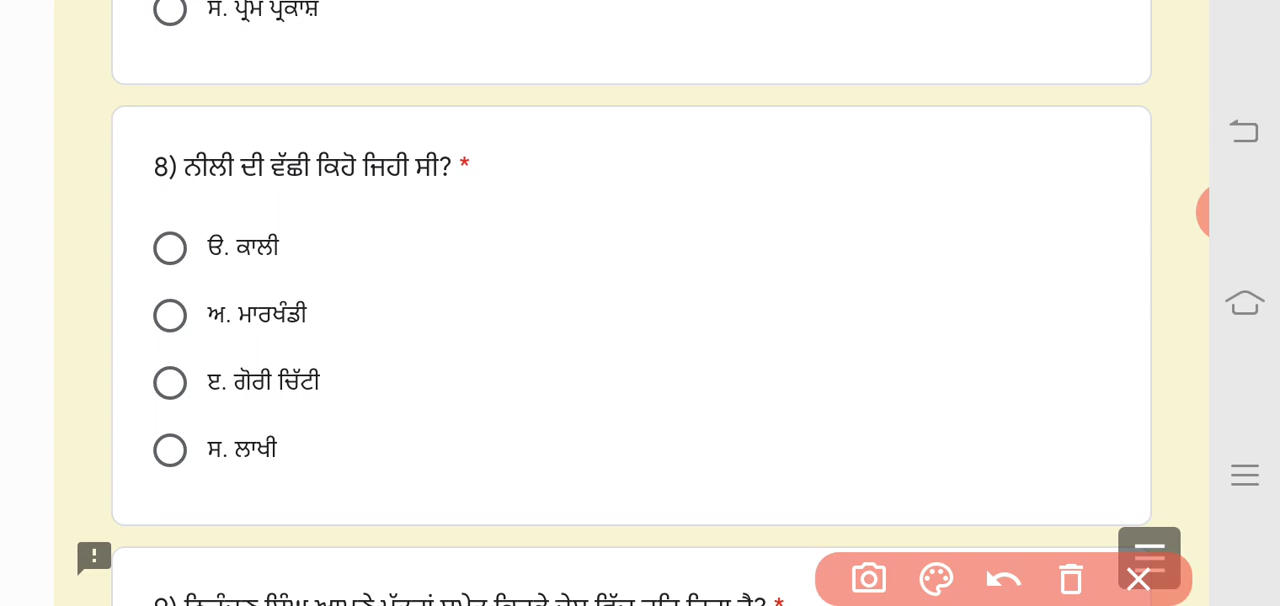 ਸ. ਪ੍ਰੇਮ ਪ੍ਰਕਾਸ਼
8) ਨੀਲੀ ਦੀ ਵੱਛੀ ਕਿਹੋ ਜਿਹੀ ਸੀ? *
ੳ. ਕਾਲੀ
ਅ. ਮਾਰਖੰਡੀ
ੲ. ਗੋਰੀ ਚਿੱਟੀ
ਸ. ਲਾਖੀ